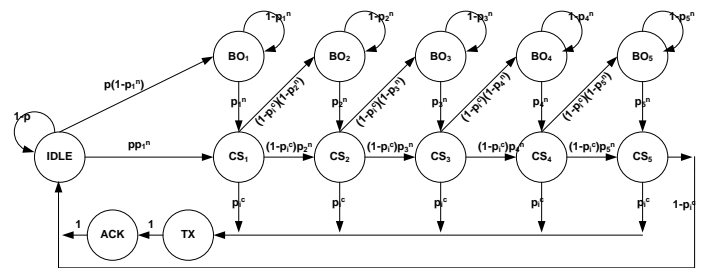 1-p₁ⁿ 1-p₂ⁿ 1-p₃ⁿ 1-p₄ⁿ 1-p₅ⁿ
BO₁ BO₂ BO₃ BO₄ BO₅
p(1-p₁ⁿ) (1-pᵢᶜ)(1-p₂ⁿ) (1-pᵢᶜ)(1-p₃ⁿ) (1-pᵢᶜ)(1-p₄ⁿ) (1-pᵢᶜ)(1-p₅ⁿ)
p₁ⁿ p₂ⁿ p₃ⁿ p₄ⁿ p₅ⁿ
1-p
IDLE pp₁ⁿ CS₁ (1-pᵢᶜ)p₂ⁿ CS₂ (1-pᵢᶜ)p₃ⁿ CS₃ (1-pᵢᶜ)p₄ⁿ CS₄ (1-pᵢᶜ)p₅ⁿ CS₅
pᵢᶜ pᵢᶜ pᵢᶜ pᵢᶜ pᵢᶜ 1-pᵢᶜ
ACK 1 TX
1